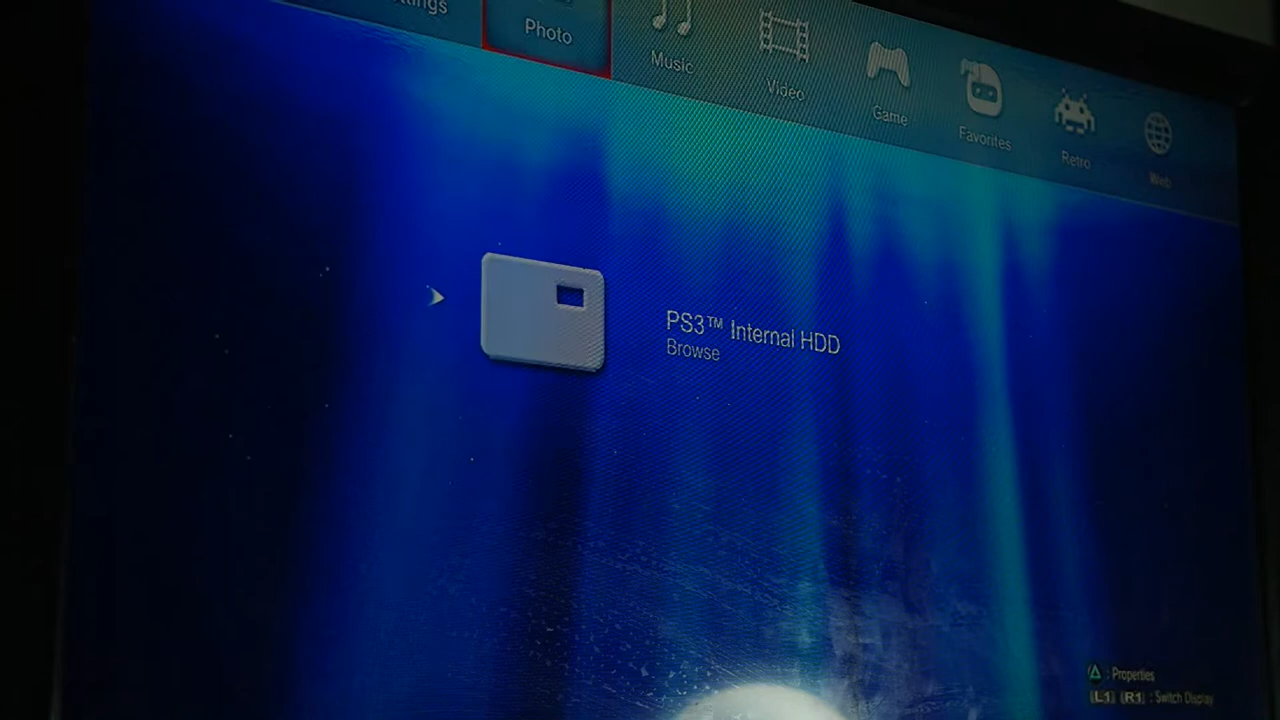 Photo
Music
Video
Game
Favorites
Retro
Web
PS3™ Internal HDD
Browse
: Properties
L1 R1 : Switch Display